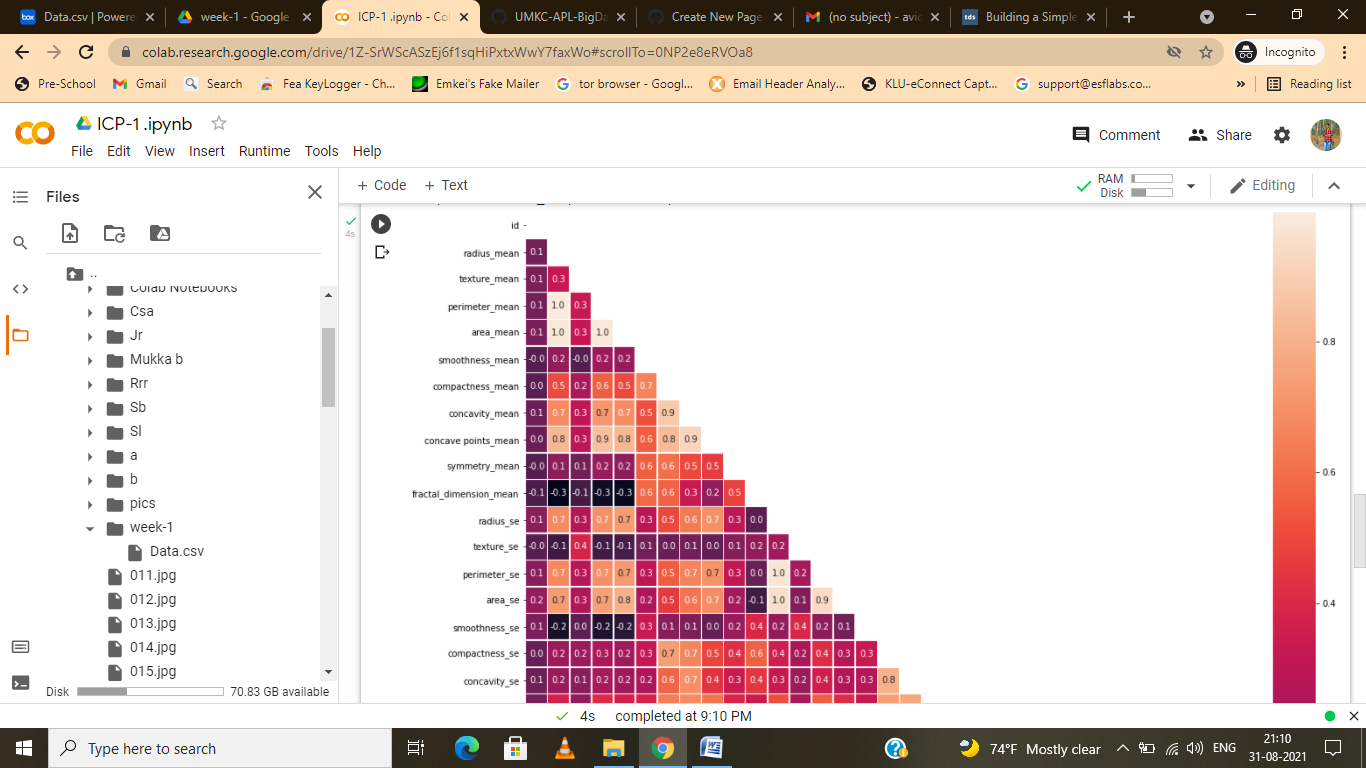 Data.csv | Powere
week-1 - Google
ICP-1 .ipynb - Col
UMKC-APL-BigDa
Create New Page
(no subject) - avic
Building a Simple
colab.research.google.com/drive/1Z-SrWScASzEj6f1sqHiPxtxWwY7faxWo#scrollTo=0NP2e8eRVOa8
Incognito
Pre-School Gmail Search Fea KeyLogger - Ch... Emkei's Fake Mailer tor browser - Googl... Email Header Analy... KLU-eConnect Capt... support@esflabs.co... » Reading list
ICP-1 .ipynb
Comment Share
File Edit View Insert Runtime Tools Help
Files
+ Code + Text
RAM
Disk
Editing
..
Colab Notebooks
Csa
Jr
Mukka b
Rrr
Sb
Sl
a
b
pics
week-1
Data.csv
011.jpg
012.jpg
013.jpg
014.jpg
015.jpg
Disk 70.83 GB available
4s
id
radius_mean 0.1
texture_mean 0.1 0.3
perimeter_mean 0.1 1.0 0.3
area_mean 0.1 1.0 0.3 1.0
smoothness_mean -0.0 0.2 -0.0 0.2 0.2
compactness_mean 0.0 0.5 0.2 0.6 0.5 0.7
concavity_mean 0.1 0.7 0.3 0.7 0.7 0.5 0.9
concave points_mean 0.0 0.8 0.3 0.9 0.8 0.6 0.8 0.9
symmetry_mean -0.0 0.1 0.1 0.2 0.2 0.6 0.6 0.5 0.5
fractal_dimension_mean -0.1 -0.3 -0.1 -0.3 -0.3 0.6 0.6 0.3 0.2 0.5
radius_se 0.1 0.7 0.3 0.7 0.7 0.3 0.5 0.6 0.7 0.3 0.0
texture_se -0.0 -0.1 0.4 -0.1 -0.1 0.1 0.0 0.1 0.0 0.1 0.2 0.2
perimeter_se 0.1 0.7 0.3 0.7 0.7 0.3 0.5 0.7 0.7 0.3 0.0 1.0 0.2
area_se 0.2 0.7 0.3 0.7 0.8 0.2 0.5 0.6 0.7 0.2 -0.1 1.0 0.1 0.9
smoothness_se 0.1 -0.2 0.0 -0.2 -0.2 0.3 0.1 0.1 0.0 0.2 0.4 0.2 0.4 0.2 0.1
compactness_se 0.0 0.2 0.2 0.3 0.2 0.3 0.7 0.7 0.5 0.4 0.6 0.4 0.2 0.4 0.3 0.3
concavity_se 0.1 0.2 0.1 0.2 0.2 0.2 0.6 0.7 0.4 0.3 0.4 0.3 0.2 0.4 0.3 0.3 0.8
0.8
0.6
0.4
4s completed at 9:10 PM
Type here to search
74°F Mostly clear
ENG
21:10
31-08-2021